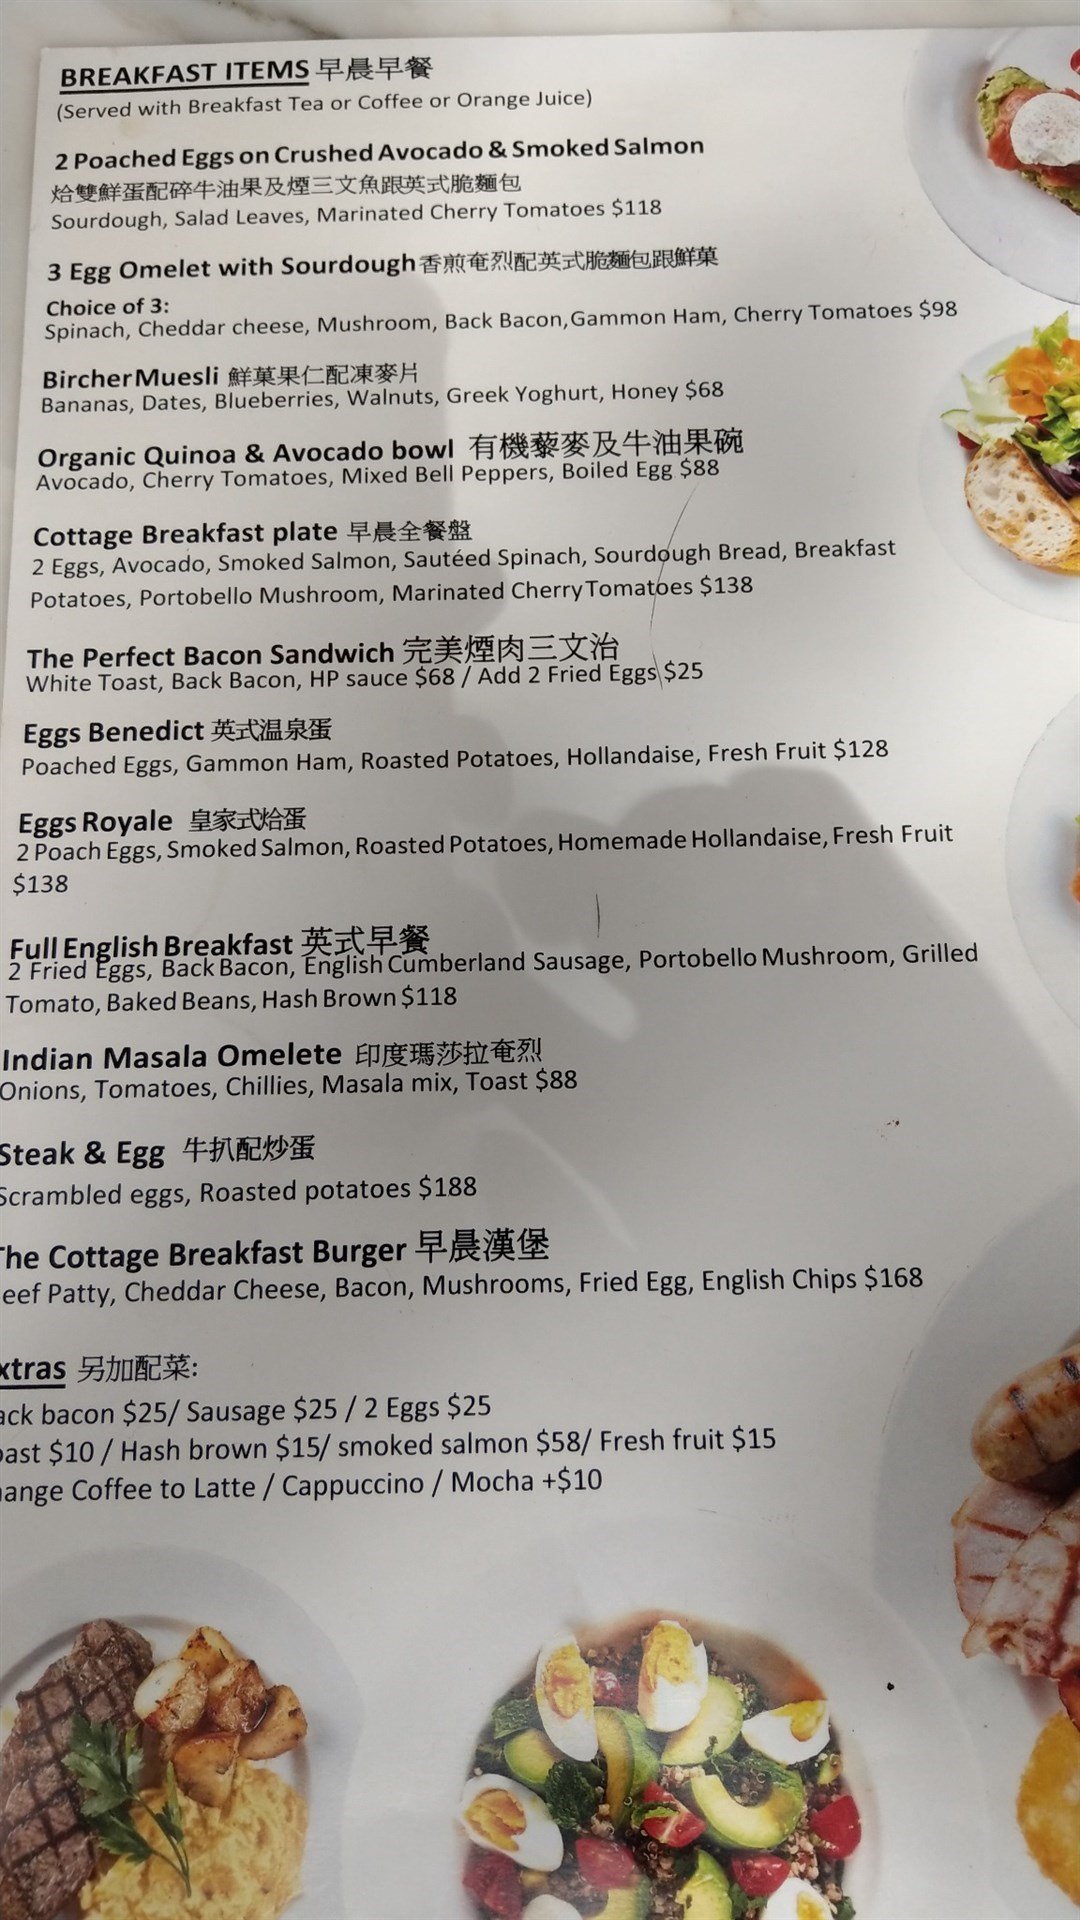 BREAKFAST ITEMS 早晨早餐
(Served with Breakfast Tea or Coffee or Orange Juice)
2 Poached Eggs on Crushed Avocado & Smoked Salmon
烚雙鮮蛋配碎牛油果及煙三文魚跟英式脆麵包
Sourdough, Salad Leaves, Marinated Cherry Tomatoes $118
3 Egg Omelet with Sourdough 香煎奄烈配英式脆麵包跟鮮菓
Choice of 3:
Spinach, Cheddar cheese, Mushroom, Back Bacon, Gammon Ham, Cherry Tomatoes $98
Bircher Muesli 鮮菓果仁配凍麥片
Bananas, Dates, Blueberries, Walnuts, Greek Yoghurt, Honey $68
Organic Quinoa & Avocado bowl 有機藜麥及牛油果碗
Avocado, Cherry Tomatoes, Mixed Bell Peppers, Boiled Egg $88
Cottage Breakfast plate 早晨全餐盤
2 Eggs, Avocado, Smoked Salmon, Sautéed Spinach, Sourdough Bread, Breakfast
Potatoes, Portobello Mushroom, Marinated Cherry Tomatoes $138
The Perfect Bacon Sandwich 完美煙肉三文治
White Toast, Back Bacon, HP sauce $68 / Add 2 Fried Eggs $25
Eggs Benedict 英式温泉蛋
Poached Eggs, Gammon Ham, Roasted Potatoes, Hollandaise, Fresh Fruit $128
Eggs Royale 皇家式烚蛋
2 Poach Eggs, Smoked Salmon, Roasted Potatoes, Homemade Hollandaise, Fresh Fruit
$138
Full English Breakfast 英式早餐
2 Fried Eggs, Back Bacon, English Cumberland Sausage, Portobello Mushroom, Grilled
Tomato, Baked Beans, Hash Brown $118
Indian Masala Omelete 印度瑪莎拉奄烈
Onions, Tomatoes, Chillies, Masala mix, Toast $88
Steak & Egg 牛扒配炒蛋
Scrambled eggs, Roasted potatoes $188
The Cottage Breakfast Burger 早晨漢堡
eef Patty, Cheddar Cheese, Bacon, Mushrooms, Fried Egg, English Chips $168
xtras 另加配菜:
ack bacon $25/ Sausage $25 / 2 Eggs $25
oast $10 / Hash brown $15/ smoked salmon $58/ Fresh fruit $15
ange Coffee to Latte / Cappuccino / Mocha +$10